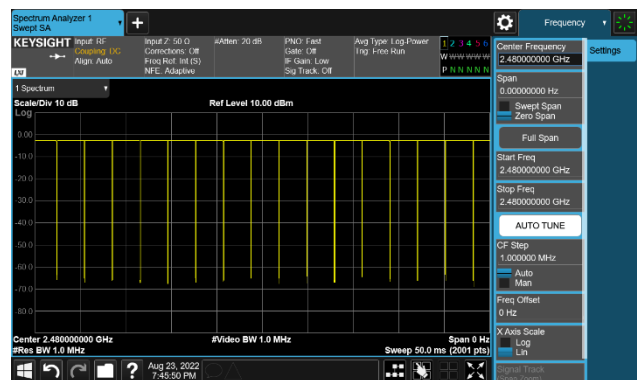 Spectrum Analyzer 1
Swept SA
Frequency
KEYSIGHT
Input: RF
Coupling: DC
Align: Auto
Input Z: 50 Ω
Corrections: Off
Freq Ref: Int (S)
NFE: Adaptive
#Atten: 20 dB
PNO: Fast
Gate: Off
IF Gain: Low
Sig Track: Off
Avg Type: Log-Power
Trig: Free Run
1 2 3 4 5 6
W W W W W W
P N N N N N
LXI
1 Spectrum
Scale/Div 10 dB
Ref Level 10.00 dBm
Log
0.00
-10.0
-20.0
-30.0
-40.0
-50.0
-60.0
-70.0
-80.0
Center 2.480000000 GHz
#Video BW 1.0 MHz
Span 0 Hz
#Res BW 1.0 MHz
Sweep 50.0 ms (2001 pts)
Aug 23, 2022
7:45:50 PM
Settings
Center Frequency
2.480000000 GHz
Span
0.00000000 Hz
Swept Span
Zero Span
Full Span
Start Freq
2.480000000 GHz
Stop Freq
2.480000000 GHz
AUTO TUNE
CF Step
1.000000 MHz
Auto
Man
Freq Offset
0 Hz
X Axis Scale
Log
Lin
Signal Track
(Span Zoom)